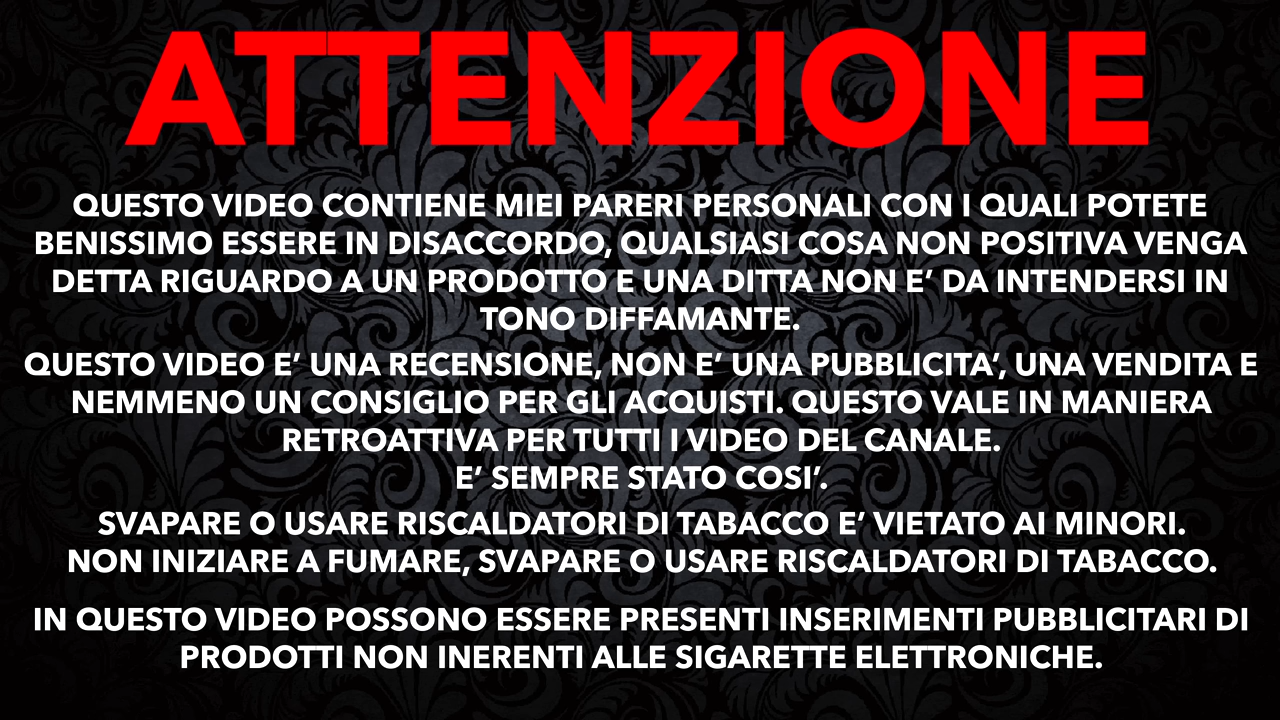 ATTENZIONE
QUESTO VIDEO CONTIENE MIEI PARERI PERSONALI CON I QUALI POTETE
BENISSIMO ESSERE IN DISACCORDO, QUALSIASI COSA NON POSITIVA VENGA
DETTA RIGUARDO A UN PRODOTTO E UNA DITTA NON E’ DA INTENDERSI IN
TONO DIFFAMANTE.
QUESTO VIDEO E’ UNA RECENSIONE, NON E’ UNA PUBBLICITA’, UNA VENDITA E
NEMMENO UN CONSIGLIO PER GLI ACQUISTI. QUESTO VALE IN MANIERA
RETROATTIVA PER TUTTI I VIDEO DEL CANALE.
E’ SEMPRE STATO COSI’.
SVAPARE O USARE RISCALDATORI DI TABACCO E’ VIETATO AI MINORI.
NON INIZIARE A FUMARE, SVAPARE O USARE RISCALDATORI DI TABACCO.
IN QUESTO VIDEO POSSONO ESSERE PRESENTI INSERIMENTI PUBBLICITARI DI
PRODOTTI NON INERENTI ALLE SIGARETTE ELETTRONICHE.